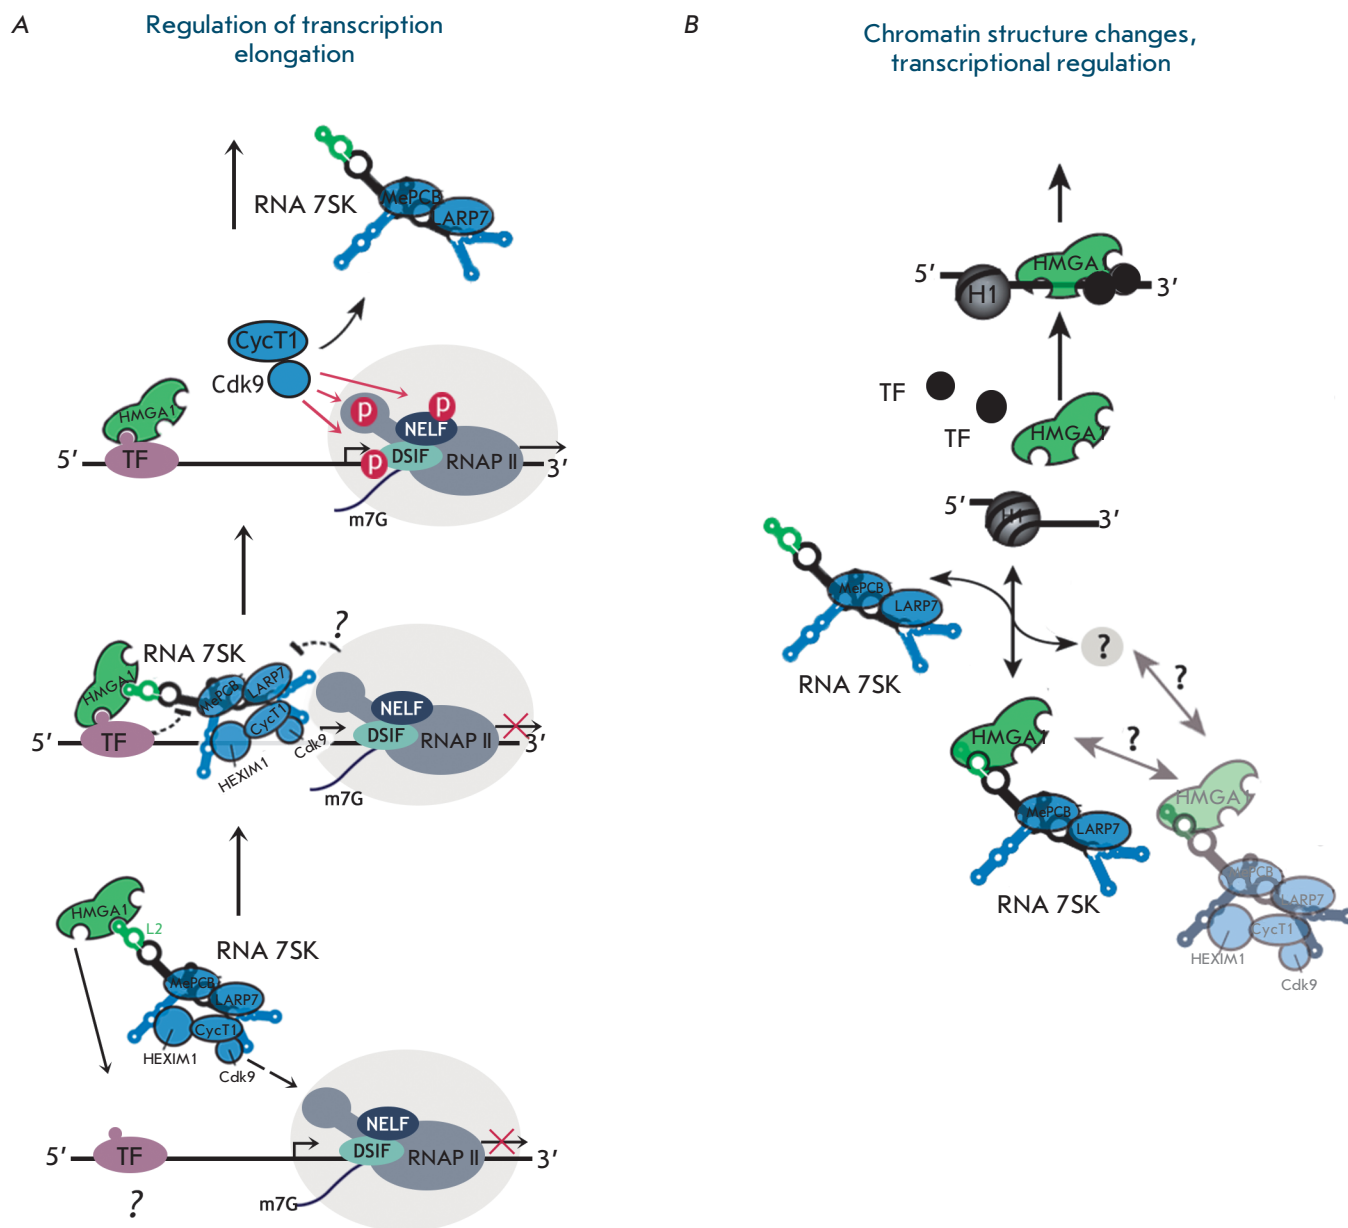 A
Regulation of transcription
elongation
RNA 7SK
MePCB
LARP7
CycT1
Cdk9
HMGA1
TF
5′
P
P
P
NELF
DSIF
RNAP II
3′
m7G
?
RNA 7SK
HMGA1
MePCB
LARP7
CycT1
Cdk9
HEXIM1
TF
5′
NELF
DSIF
RNAP II
3′
m7G
HMGA1
L2
RNA 7SK
MePCB
LARP7
CycT1
HEXIM1
Cdk9
NELF
DSIF
RNAP II
5′
TF
3′
?
m7G
B
Chromatin structure changes,
transcriptional regulation
5′
H1
HMGA
3′
TF
TF
HMGA1
5′
H1
3′
MePCB
LARP7
RNA 7SK
?
?
?
HMGA1
MePCB
LARP7
RNA 7SK
HMGA
MePCB
LARP7
CycT1
HEXIM1
Cdk9